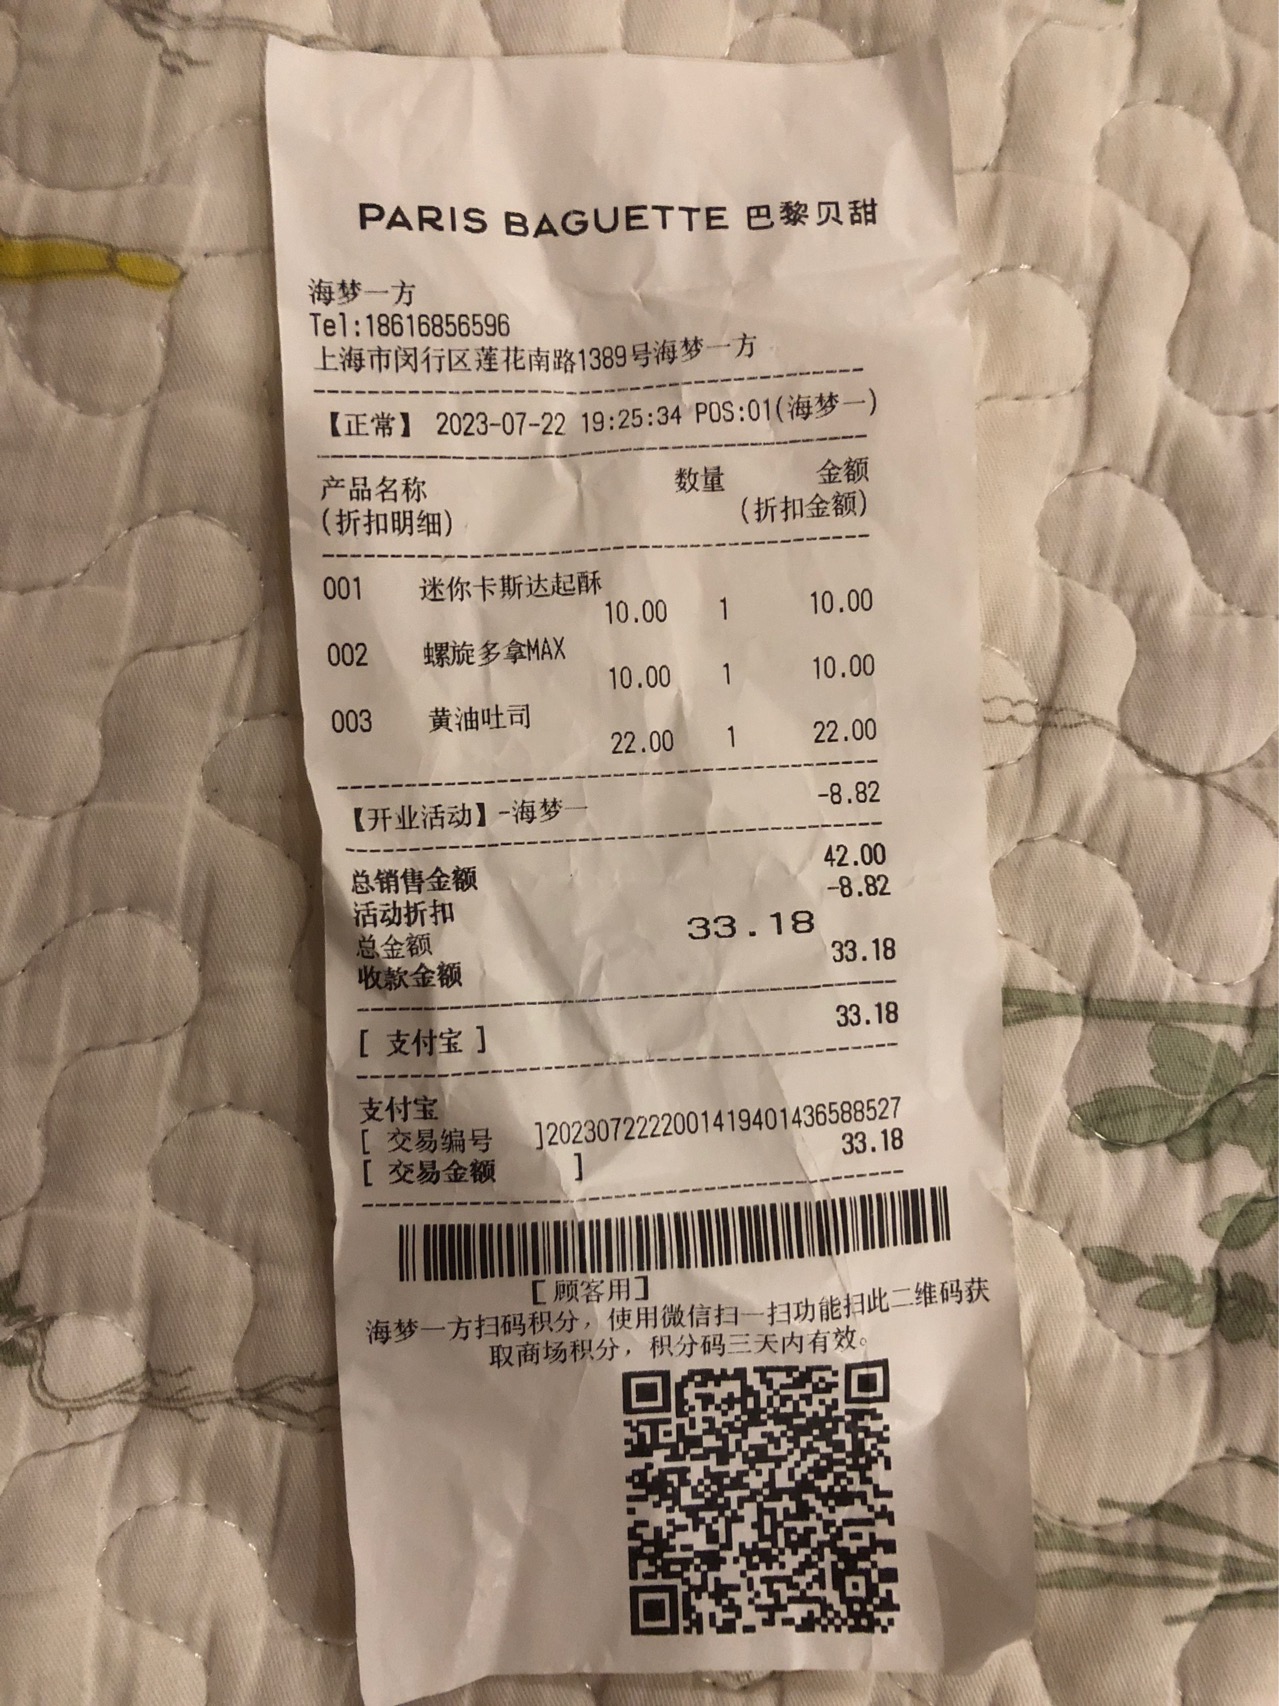 PARIS BAGUETTE 巴黎贝甜
海梦一方
Tel:18616856596
上海市闵行区莲花南路1389号海梦一方
【正常】 2023-07-22 19:25:34 POS:01(海梦一)
产品名称 数量 金额
(折扣明细) (折扣金额)
001 迷你卡斯达起酥
10.00 1 10.00
002 螺旋多拿MAX
10.00 1 10.00
003 黄油吐司
22.00 1 22.00
【开业活动】-海梦一 -8.82
总销售金额 42.00
活动折扣 -8.82
总金额 33.18
收款金额 33.18
[ 支付宝 ] 33.18
支付宝
[ 交易编号 ]2023072222001419401436588527
[ 交易金额 ] 33.18
[顾客用]
海梦一方扫码积分，使用微信扫一扫功能扫此二维码获
取商场积分，积分码三天内有效。